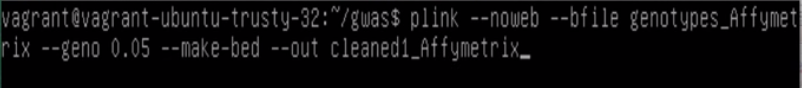 vagrant@vagrant-ubuntu-trusty-32:~/gwas$ plink --noweb --bfile genotypes_Affymet
rix --geno 0.05 --make-bed --out cleaned1_Affymetrix_